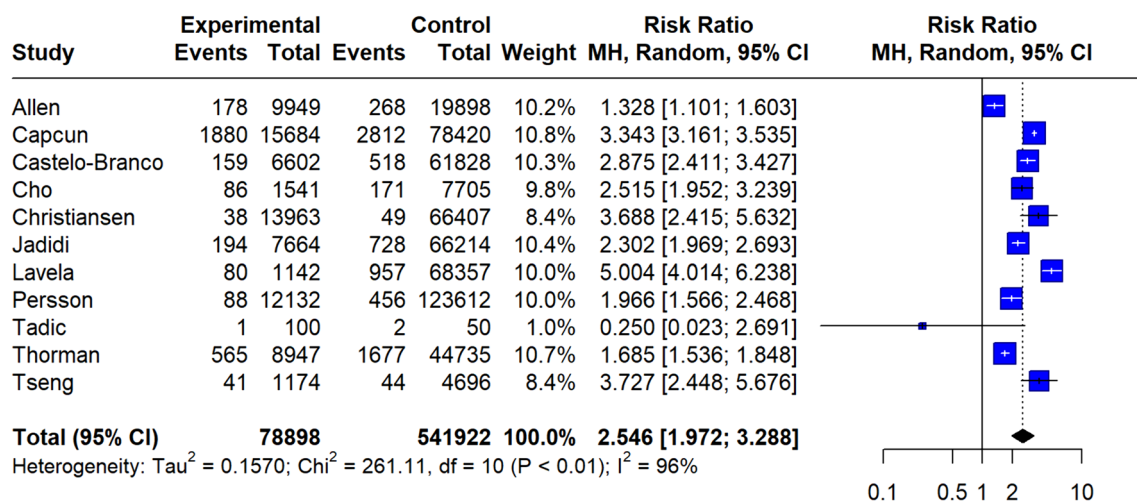 Experimental Control Risk Ratio Risk Ratio
Study Events Total Events Total Weight MH, Random, 95% CI MH, Random, 95% CI
Allen 178 9949 268 19898 10.2% 1.328 [1.101; 1.603]
Capcun 1880 15684 2812 78420 10.8% 3.343 [3.161; 3.535]
Castelo-Branco 159 6602 518 61828 10.3% 2.875 [2.411; 3.427]
Cho 86 1541 171 7705 9.8% 2.515 [1.952; 3.239]
Christiansen 38 13963 49 66407 8.4% 3.688 [2.415; 5.632]
Jadidi 194 7664 728 66214 10.4% 2.302 [1.969; 2.693]
Lavela 80 1142 957 68357 10.0% 5.004 [4.014; 6.238]
Persson 88 12132 456 123612 10.0% 1.966 [1.566; 2.468]
Tadic 1 100 2 50 1.0% 0.250 [0.023; 2.691]
Thorman 565 8947 1677 44735 10.7% 1.685 [1.536; 1.848]
Tseng 41 1174 44 4696 8.4% 3.727 [2.448; 5.676]
Total (95% CI) 78898 541922 100.0% 2.546 [1.972; 3.288]
Heterogeneity: Tau² = 0.1570; Chi² = 261.11, df = 10 (P < 0.01); I² = 96%
0.1 0.5 1 2 10